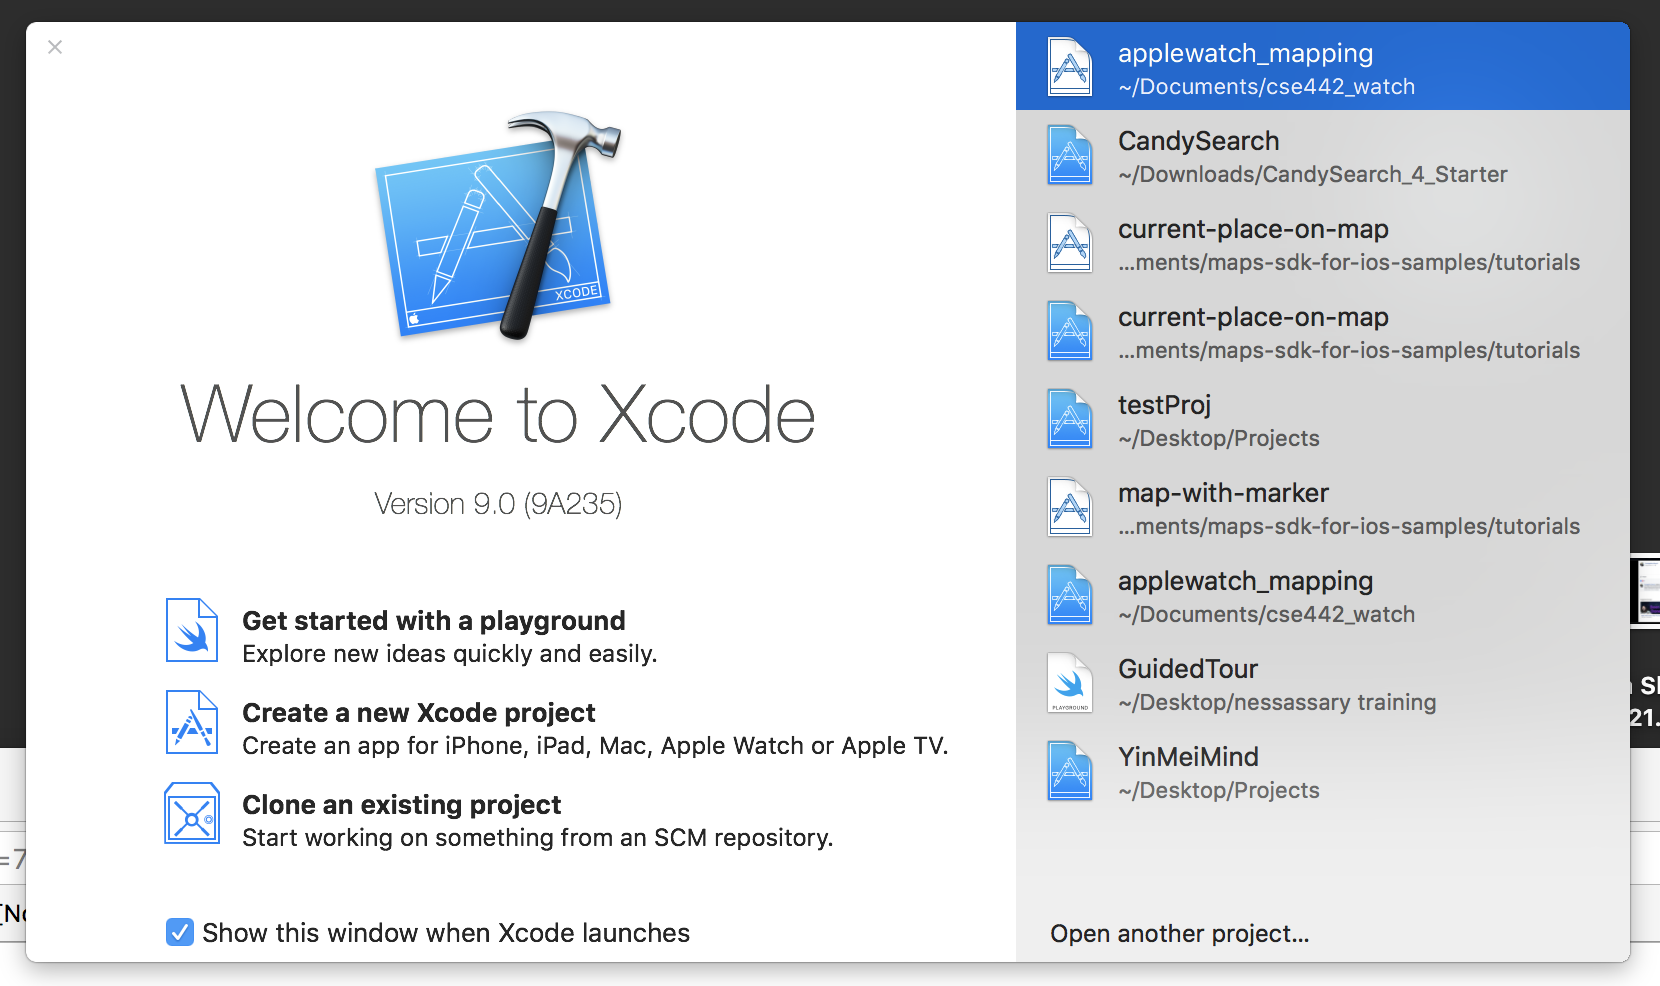 XCODE
Welcome to Xcode
Version 9.0 (9A235)
Get started with a playground
Explore new ideas quickly and easily.
Create a new Xcode project
Create an app for iPhone, iPad, Mac, Apple Watch or Apple TV.
Clone an existing project
Start working on something from an SCM repository.
Show this window when Xcode launches
applewatch_mapping
~/Documents/cse442_watch
CandySearch
~/Downloads/CandySearch_4_Starter
current-place-on-map
...ments/maps-sdk-for-ios-samples/tutorials
current-place-on-map
...ments/maps-sdk-for-ios-samples/tutorials
testProj
~/Desktop/Projects
map-with-marker
...ments/maps-sdk-for-ios-samples/tutorials
applewatch_mapping
~/Documents/cse442_watch
GuidedTour
~/Desktop/nessassary training
PLAYGROUND
YinMeiMind
~/Desktop/Projects
Open another project...
=7
21.